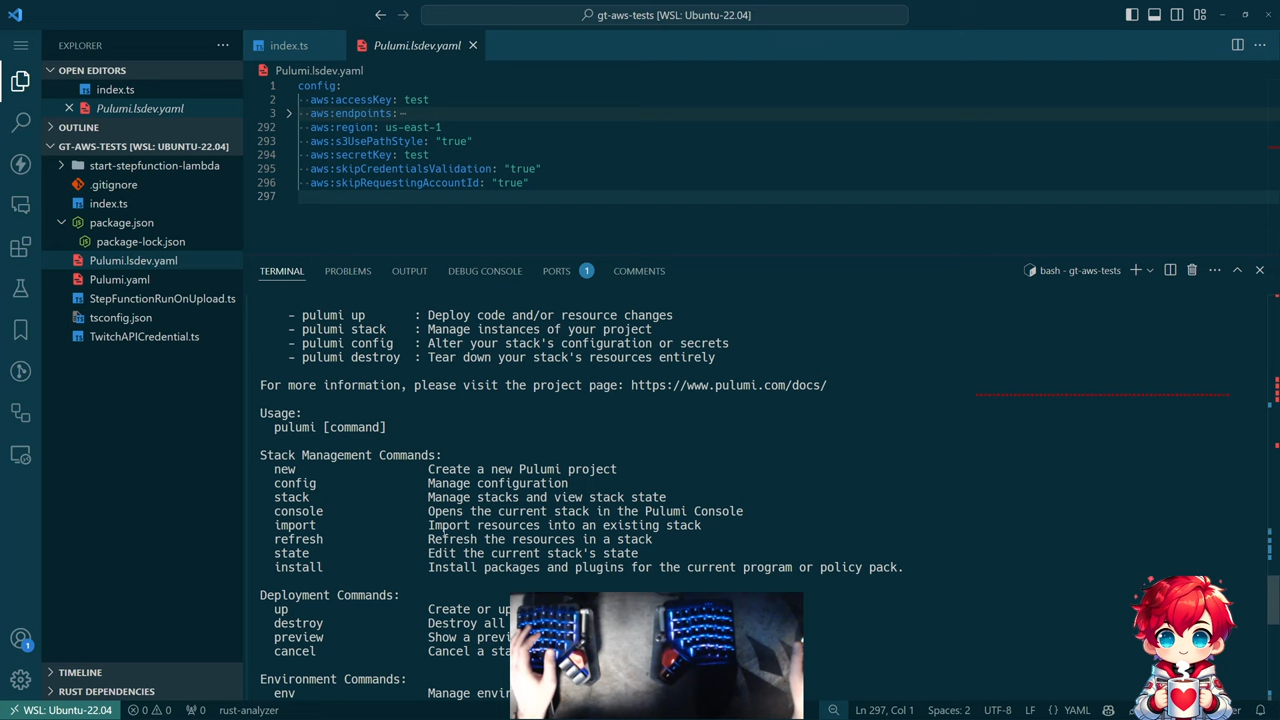 gt-aws-tests [WSL: Ubuntu-22.04]
EXPLORER
index.ts
Pulumi.lsdev.yaml
OPEN EDITORS
index.ts
Pulumi.lsdev.yaml
OUTLINE
GT-AWS-TESTS [WSL: UBUNTU-22.04]
start-stepfunction-lambda
.gitignore
index.ts
package.json
package-lock.json
Pulumi.lsdev.yaml
Pulumi.yaml
StepFunctionRunOnUpload.ts
tsconfig.json
TwitchAPICredential.ts
TIMELINE
RUST DEPENDENCIES
Pulumi.lsdev.yaml
1 config:
2 aws:accessKey: test
3 aws:endpoints: ⋯
292 aws:region: us-east-1
293 aws:s3UsePathStyle: "true"
294 aws:secretKey: test
295 aws:skipCredentialsValidation: "true"
296 aws:skipRequestingAccountId: "true"
297
TERMINAL PROBLEMS OUTPUT DEBUG CONSOLE PORTS 1 COMMENTS
bash - gt-aws-tests
- pulumi up : Deploy code and/or resource changes
- pulumi stack : Manage instances of your project
- pulumi config : Alter your stack's configuration or secrets
- pulumi destroy : Tear down your stack's resources entirely
For more information, please visit the project page: https://www.pulumi.com/docs/
Usage:
pulumi [command]
Stack Management Commands:
new Create a new Pulumi project
config Manage configuration
stack Manage stacks and view stack state
console Opens the current stack in the Pulumi Console
import Import resources into an existing stack
refresh Refresh the resources in a stack
state Edit the current stack's state
install Install packages and plugins for the current program or policy pack.
Deployment Commands:
up Create or up
destroy Destroy all
preview Show a previ
cancel Cancel a sta
Environment Commands:
env Manage envir
1
WSL: Ubuntu-22.04 0 0 0 rust-analyzer
Ln 297, Col 1 Spaces: 2 UTF-8 LF YAML